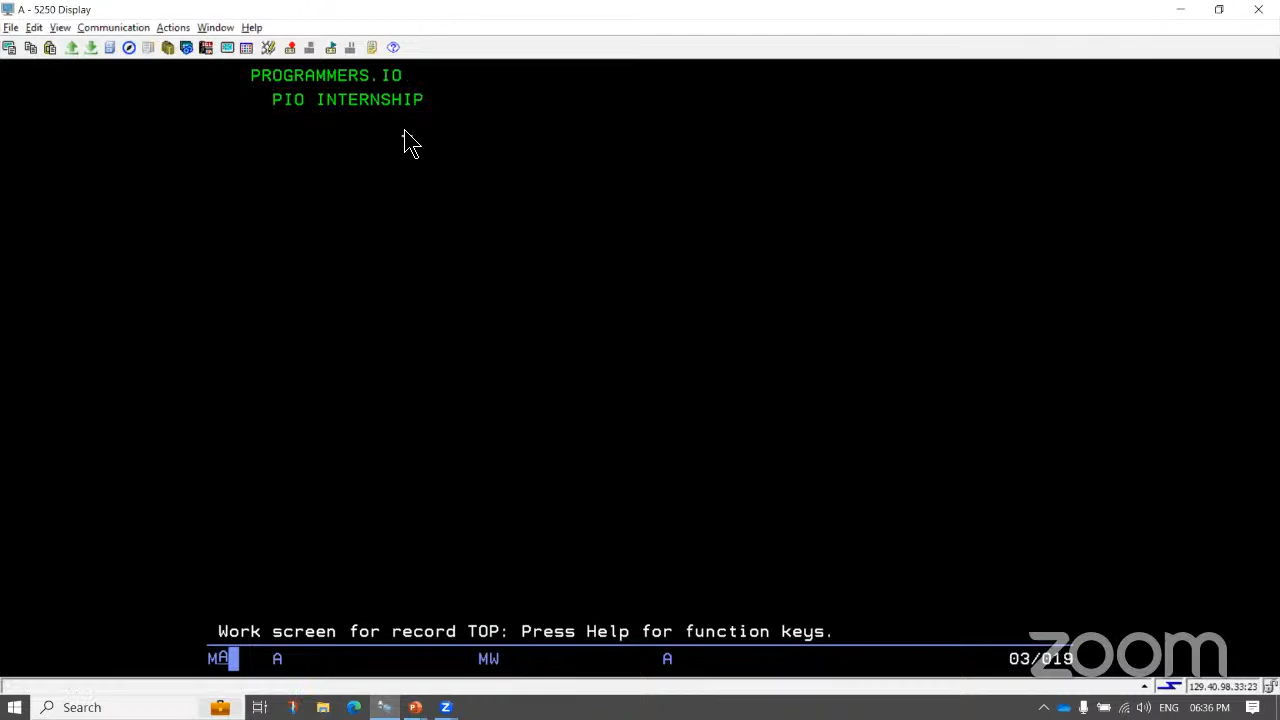 A - 5250 Display
File Edit View Communication Actions Window Help
PROGRAMMERS.IO
PIO INTERNSHIP
Work screen for record TOP: Press Help for function keys.
MA A MW A 03/019
zoom
129.40.98.33:23
Search ENG 06:36 PM